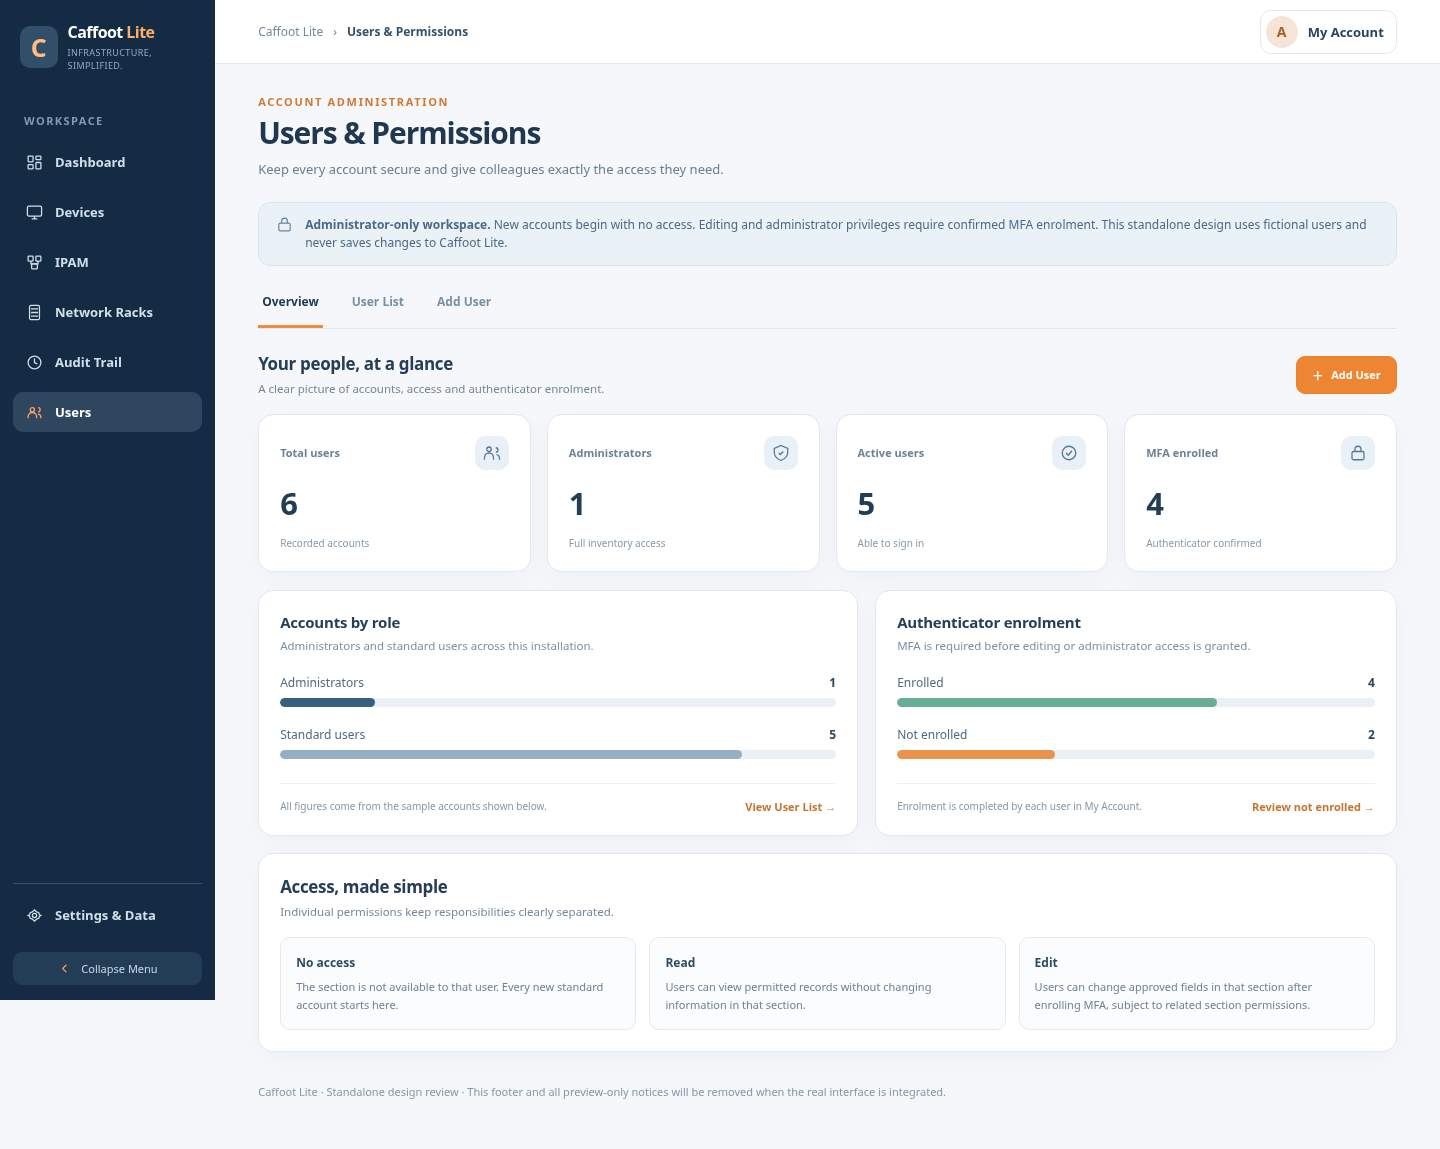 C
Caffoot Lite
INFRASTRUCTURE,
SIMPLIFIED.
WORKSPACE
Dashboard
Devices
IPAM
Network Racks
Audit Trail
Users
Settings & Data
Collapse Menu
Caffoot Lite › Users & Permissions
A My Account
ACCOUNT ADMINISTRATION
Users & Permissions
Keep every account secure and give colleagues exactly the access they need.
Administrator-only workspace. New accounts begin with no access. Editing and administrator privileges require confirmed MFA enrolment. This standalone design uses fictional users and
never saves changes to Caffoot Lite.
Overview User List Add User
Your people, at a glance
A clear picture of accounts, access and authenticator enrolment.
+ Add User
Total users
6
Recorded accounts
Administrators
1
Full inventory access
Active users
5
Able to sign in
MFA enrolled
4
Authenticator confirmed
Accounts by role
Administrators and standard users across this installation.
Administrators 1
Standard users 5
All figures come from the sample accounts shown below. View User List →
Authenticator enrolment
MFA is required before editing or administrator access is granted.
Enrolled 4
Not enrolled 2
Enrolment is completed by each user in My Account. Review not enrolled →
Access, made simple
Individual permissions keep responsibilities clearly separated.
No access
The section is not available to that user. Every new standard
account starts here.
Read
Users can view permitted records without changing
information in that section.
Edit
Users can change approved fields in that section after
enrolling MFA, subject to related section permissions.
Caffoot Lite · Standalone design review · This footer and all preview-only notices will be removed when the real interface is integrated.